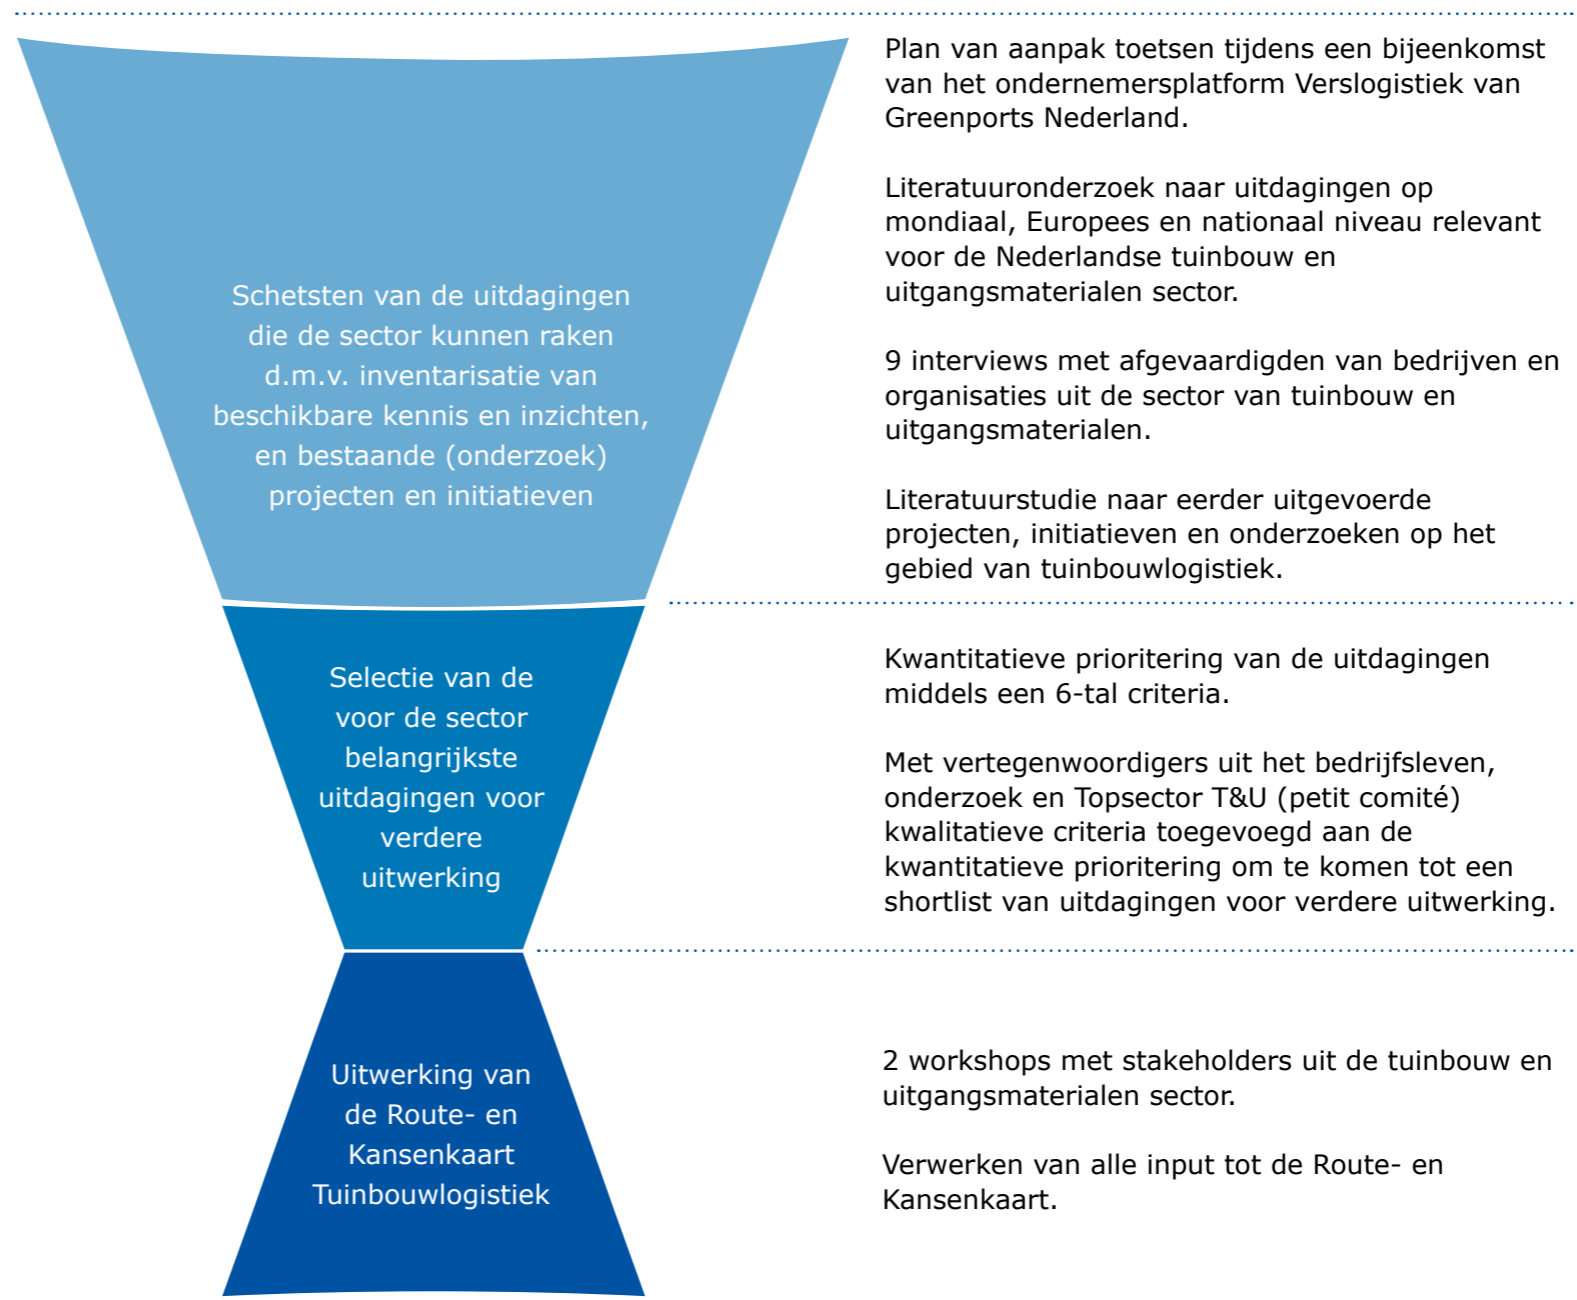 Schetsten van de uitdagingen
die de sector kunnen raken
d.m.v. inventarisatie van
beschikbare kennis en inzichten,
en bestaande (onderzoek)
projecten en initiatieven
Plan van aanpak toetsen tijdens een bijeenkomst
van het ondernemersplatform Verslogistiek van
Greenports Nederland.
Literatuuronderzoek naar uitdagingen op
mondiaal, Europees en nationaal niveau relevant
voor de Nederlandse tuinbouw en
uitgangsmaterialen sector.
9 interviews met afgevaardigden van bedrijven en
organisaties uit de sector van tuinbouw en
uitgangsmaterialen.
Literatuurstudie naar eerder uitgevoerde
projecten, initiatieven en onderzoeken op het
gebied van tuinbouwlogistiek.
Selectie van de
voor de sector
belangrijkste
uitdagingen voor
verdere
uitwerking
Kwantitatieve prioritering van de uitdagingen
middels een 6-tal criteria.
Met vertegenwoordigers uit het bedrijfsleven,
onderzoek en Topsector T&U (petit comité)
kwalitatieve criteria toegevoegd aan de
kwantitatieve prioritering om te komen tot een
shortlist van uitdagingen voor verdere uitwerking.
Uitwerking van
de Route- en
Kansenkaart
Tuinbouwlogistiek
2 workshops met stakeholders uit de tuinbouw en
uitgangsmaterialen sector.
Verwerken van alle input tot de Route- en
Kansenkaart.